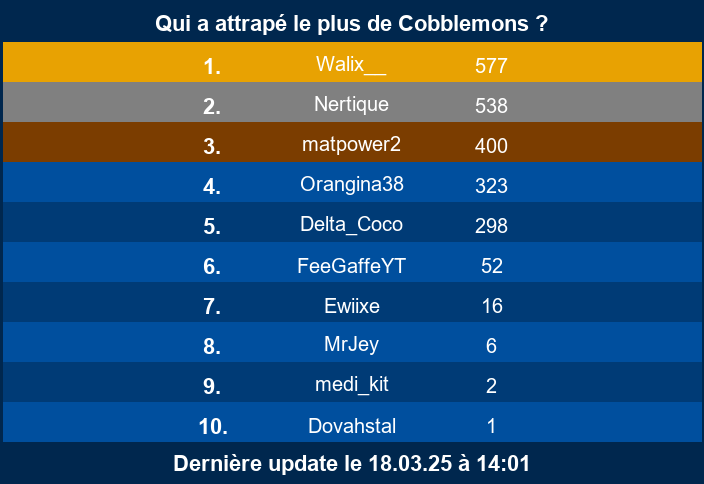 Qui a attrapé le plus de Cobblemons ?
1. Walix__ 577
2. Nertique 538
3. matpower2 400
4. Orangina38 323
5. Delta_Coco 298
6. FeeGaffeYT 52
7. Ewiixe 16
8. MrJey 6
9. medi_kit 2
10. Dovahstal 1
Dernière update le 18.03.25 à 14:01